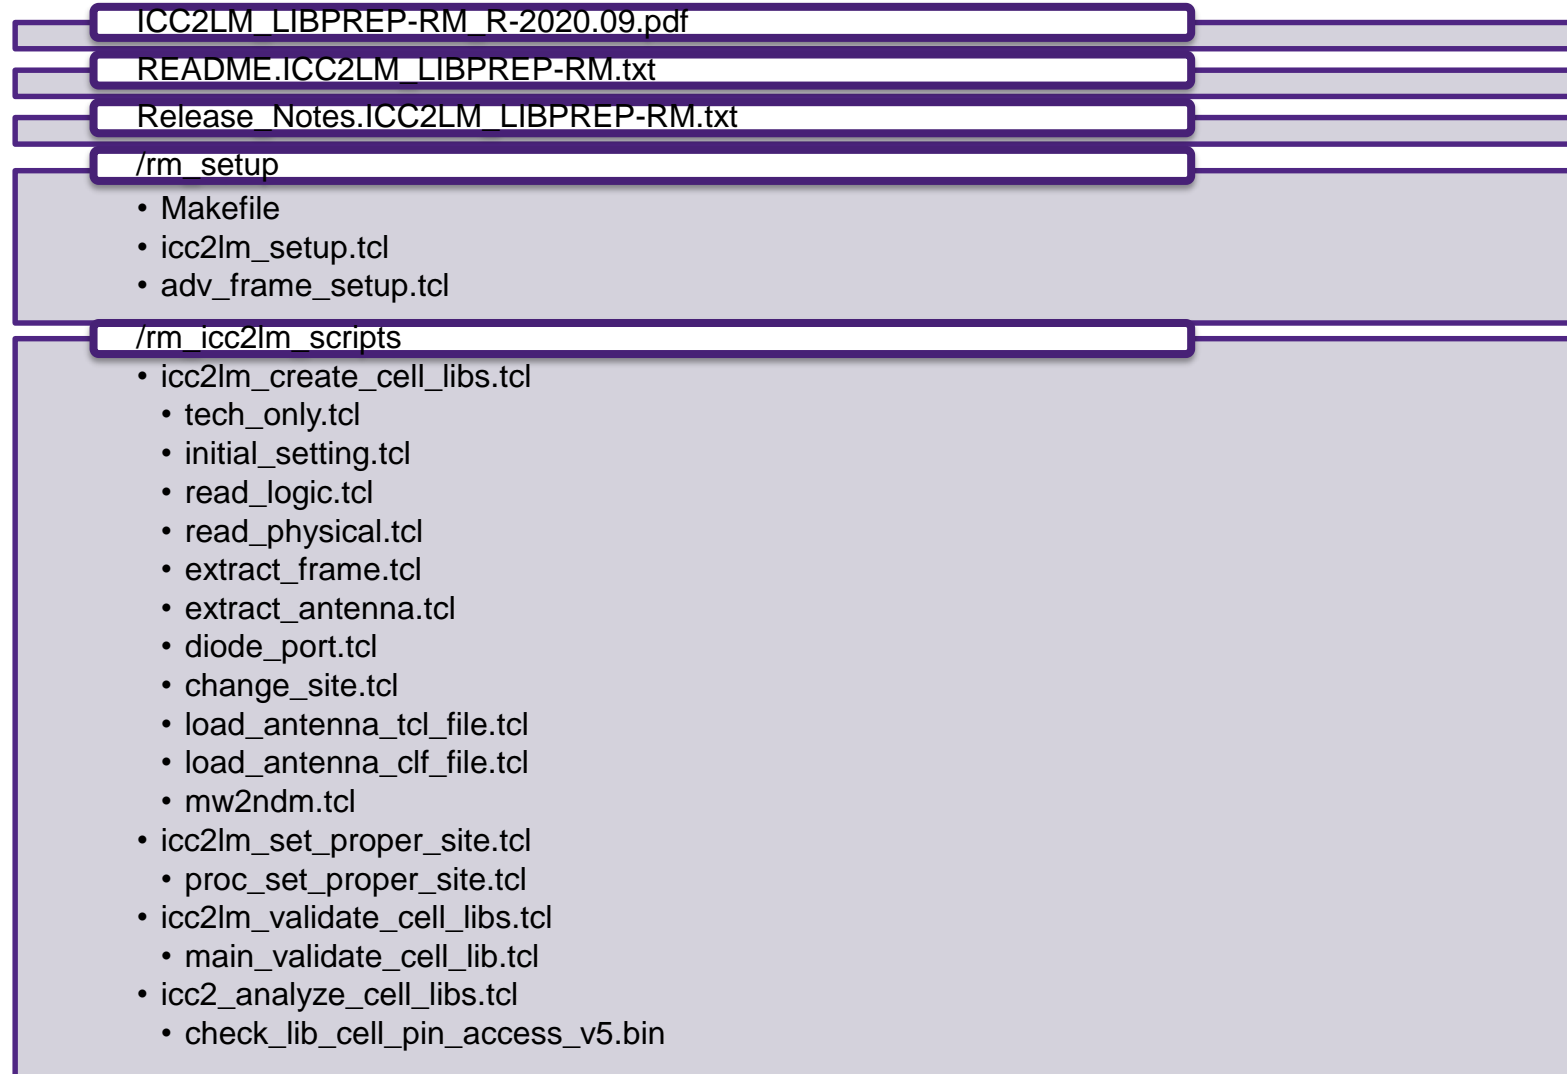 ICC2LM_LIBPREP-RM_R-2020.09.pdf
README.ICC2LM_LIBPREP-RM.txt
Release_Notes.ICC2LM_LIBPREP-RM.txt
/rm_setup
• Makefile
• icc2lm_setup.tcl
• adv_frame_setup.tcl
/rm_icc2lm_scripts
• icc2lm_create_cell_libs.tcl
• tech_only.tcl
• initial_setting.tcl
• read_logic.tcl
• read_physical.tcl
• extract_frame.tcl
• extract_antenna.tcl
• diode_port.tcl
• change_site.tcl
• load_antenna_tcl_file.tcl
• load_antenna_clf_file.tcl
• mw2ndm.tcl
• icc2lm_set_proper_site.tcl
• proc_set_proper_site.tcl
• icc2lm_validate_cell_libs.tcl
• main_validate_cell_lib.tcl
• icc2_analyze_cell_libs.tcl
• check_lib_cell_pin_access_v5.bin